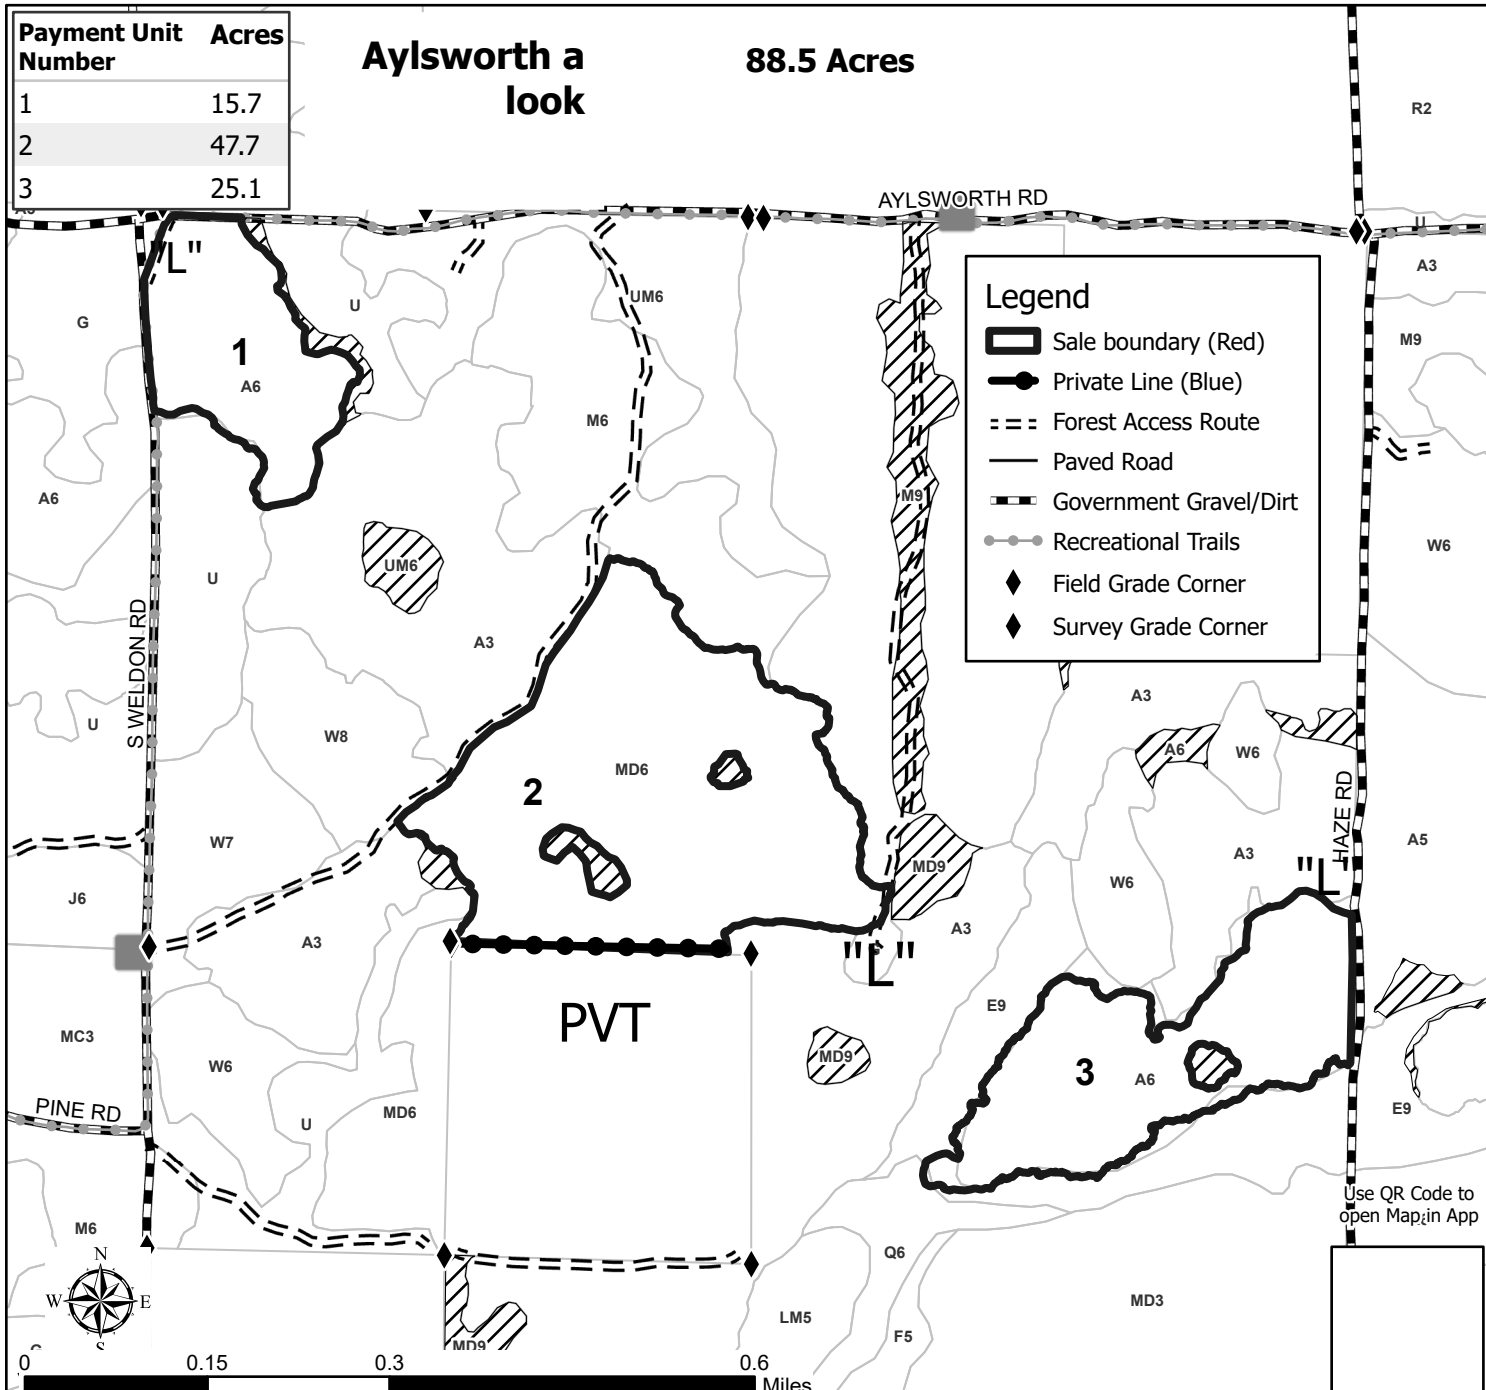 Payment Unit Number Acres
1 15.7
2 47.7
3 25.1
Aylsworth a
look
88.5 Acres
R2
AYLSWORTH RD
U
"L"
A3
G
U
UM6
M9
1
A6
M6
A6
M9
W6
UM6
U
A3
S WELDON RD
Legend
Sale boundary (Red)
Private Line (Blue)
Forest Access Route
Paved Road
Government Gravel/Dirt
Recreational Trails
Field Grade Corner
Survey Grade Corner
A3
U
W8
A6
W6
MD6
2
HAZE RD
W7
A5
A3
MD9
"L"
W6
J6
A3
A3
"L"
E9
PVT
MC3
MD9
W6
3
A6
PINE RD
MD6
U
E9
Use QR Code to
open Map in App
M6
Q6
N
W E
S
MD3
LM5
F5
MD9
0 0.15 0.3 0.6
Miles